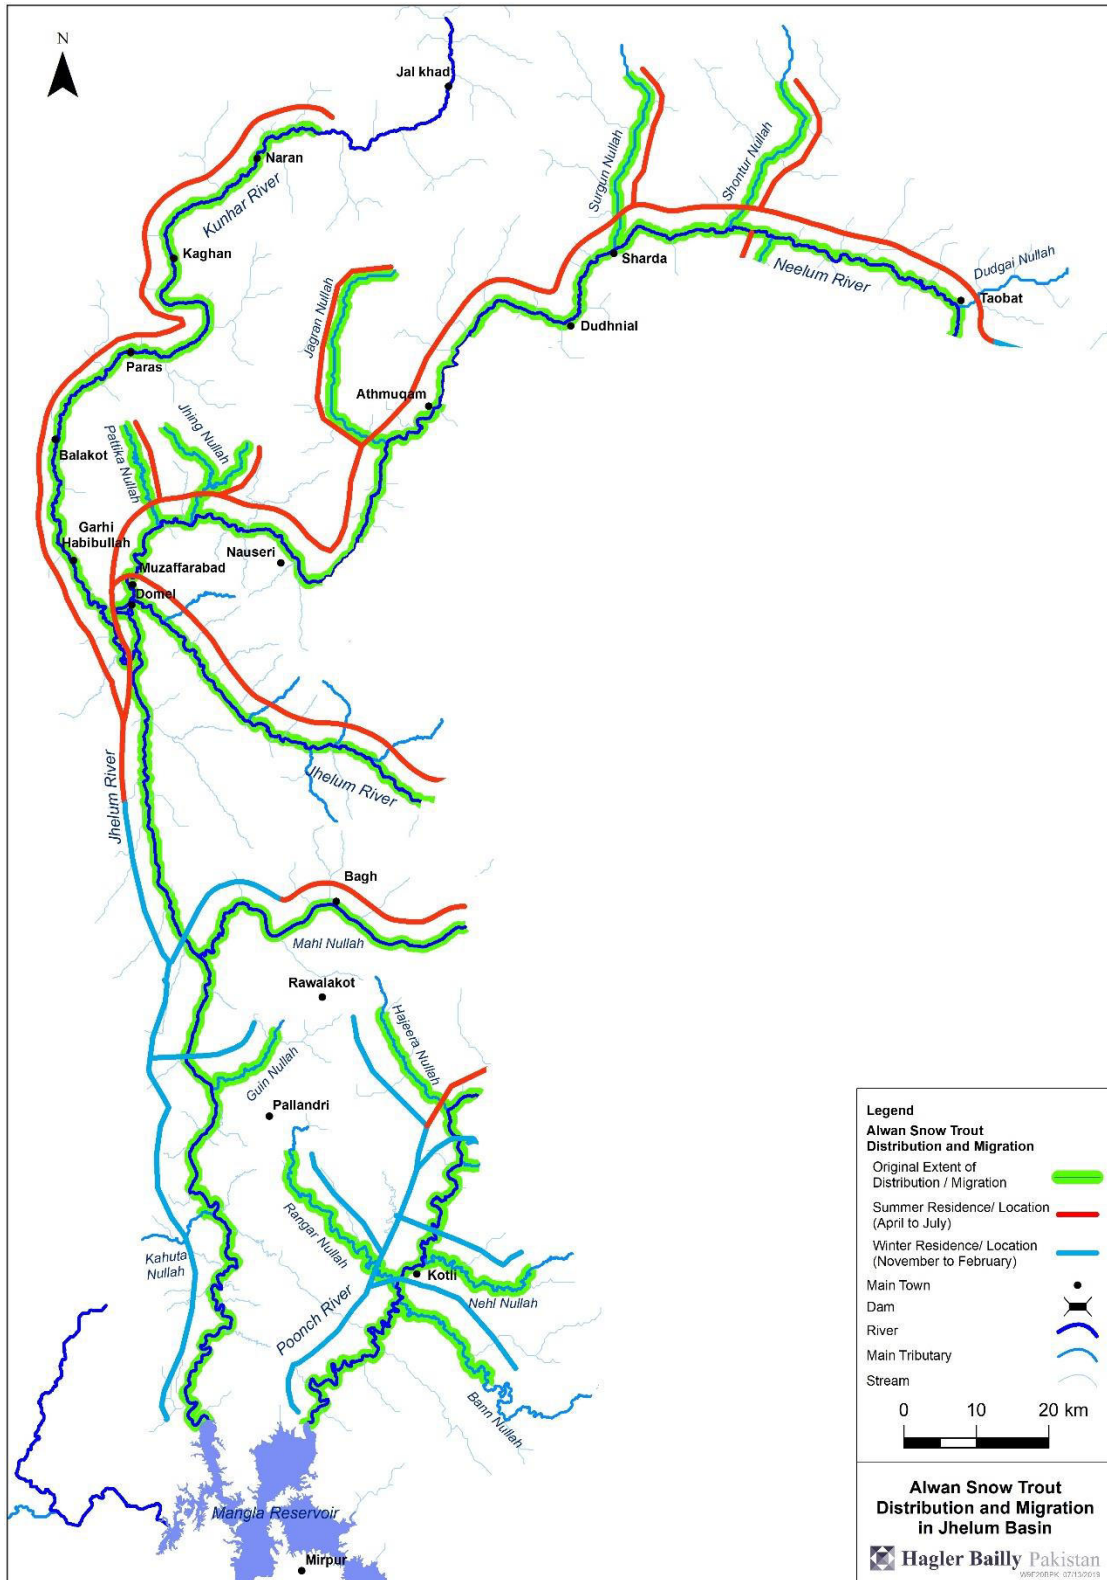 N
Jal khad
Naran
Kunhar River
Kaghan
Surgun Nullah
Shontur Nullah
Sharda
Neelum River
Dudgai Nullah
Taobat
Jagran Nullah
Dudhnial
Paras
Athmuqam
Jhing Nullah
Pattika Nullah
Balakot
Garhi
Habibullah
Nauseri
Muzaffarabad
Domel
Jhelum River
Jhelum River
Bagh
Mahl Nullah
Rawalakot
Hajeera Nullah
Guin Nullah
Pallandri
Rangar Nullah
Kahuta
Nullah
Kotli
Nehl Nullah
Poonch River
Bann Nullah
Mangla Reservoir
Mirpur
Legend
Alwan Snow Trout
Distribution and Migration
Original Extent of
Distribution / Migration
Summer Residence/ Location
(April to July)
Winter Residence/ Location
(November to February)
Main Town
Dam
River
Main Tributary
Stream
0 10 20 km
Alwan Snow Trout
Distribution and Migration
in Jhelum Basin
Hagler Bailly Pakistan